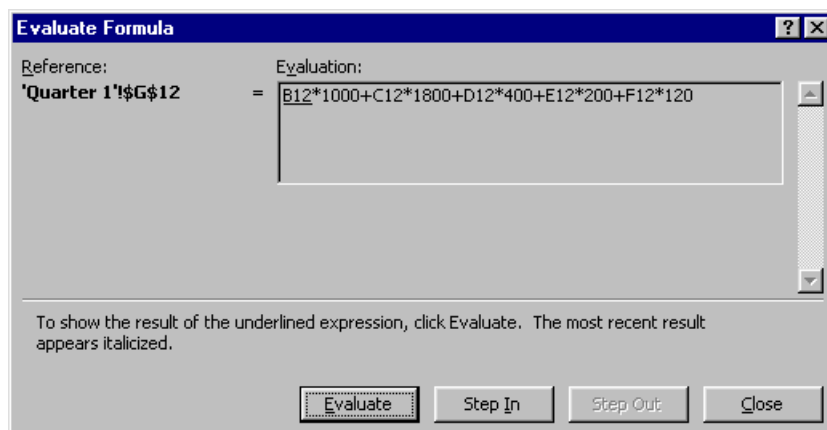 Evaluate Formula
Reference:
Evaluation:
'Quarter 1'!$G$12
=
B12*1000+C12*1800+D12*400+E12*200+F12*120
To show the result of the underlined expression, click Evaluate.  The most recent result
appears italicized.
Evaluate
Step In
Step Out
Close